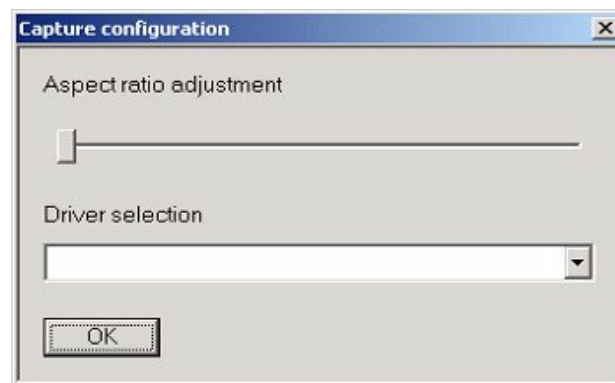 Capture configuration
Aspect ratio adjustment
Driver selection
OK